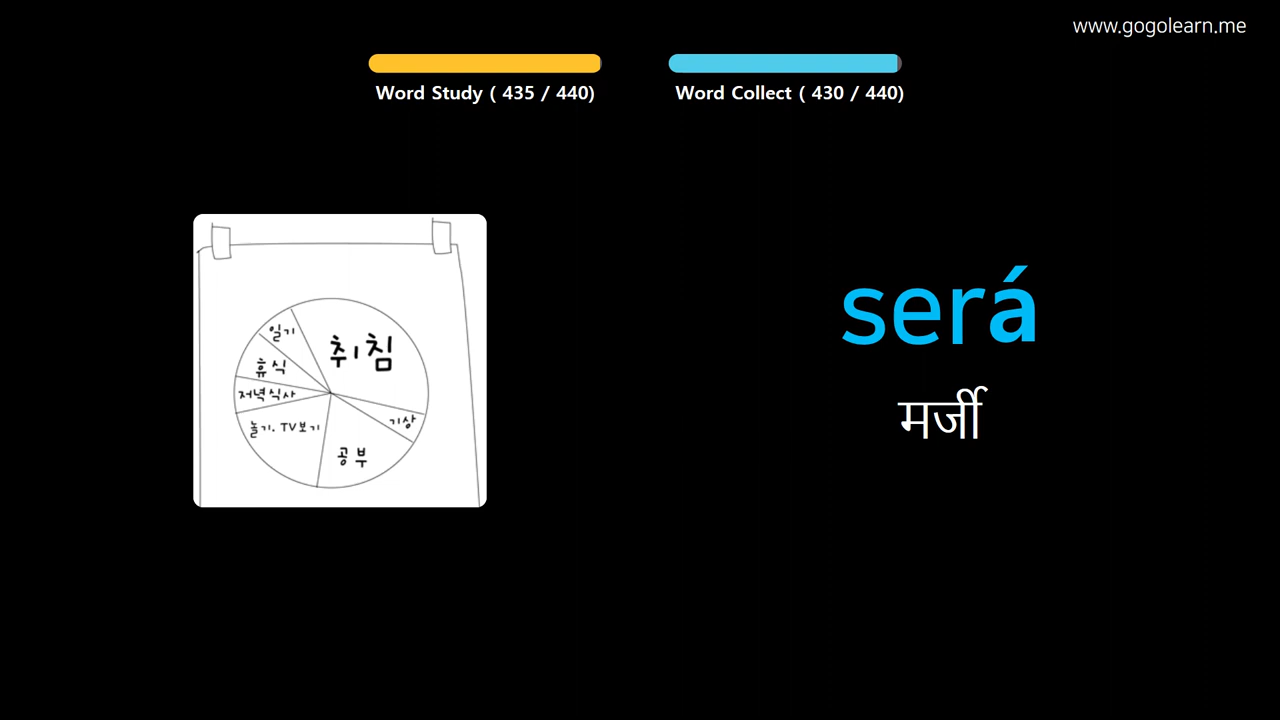 www.gogolearn.me
Word Study ( 435 / 440)
Word Collect ( 430 / 440)
일기
취침
휴식
저녁식사
기상
놀기. TV보기
공부
será
मर्जी